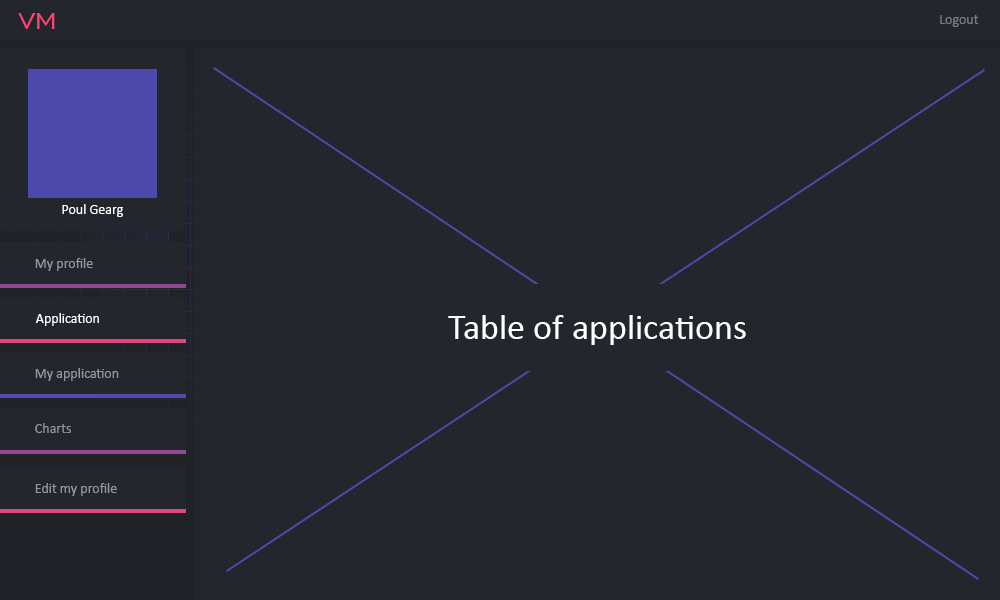 VM
Logout
Poul Gearg
My profile
Application
My application
Charts
Edit my profile
Table of applications